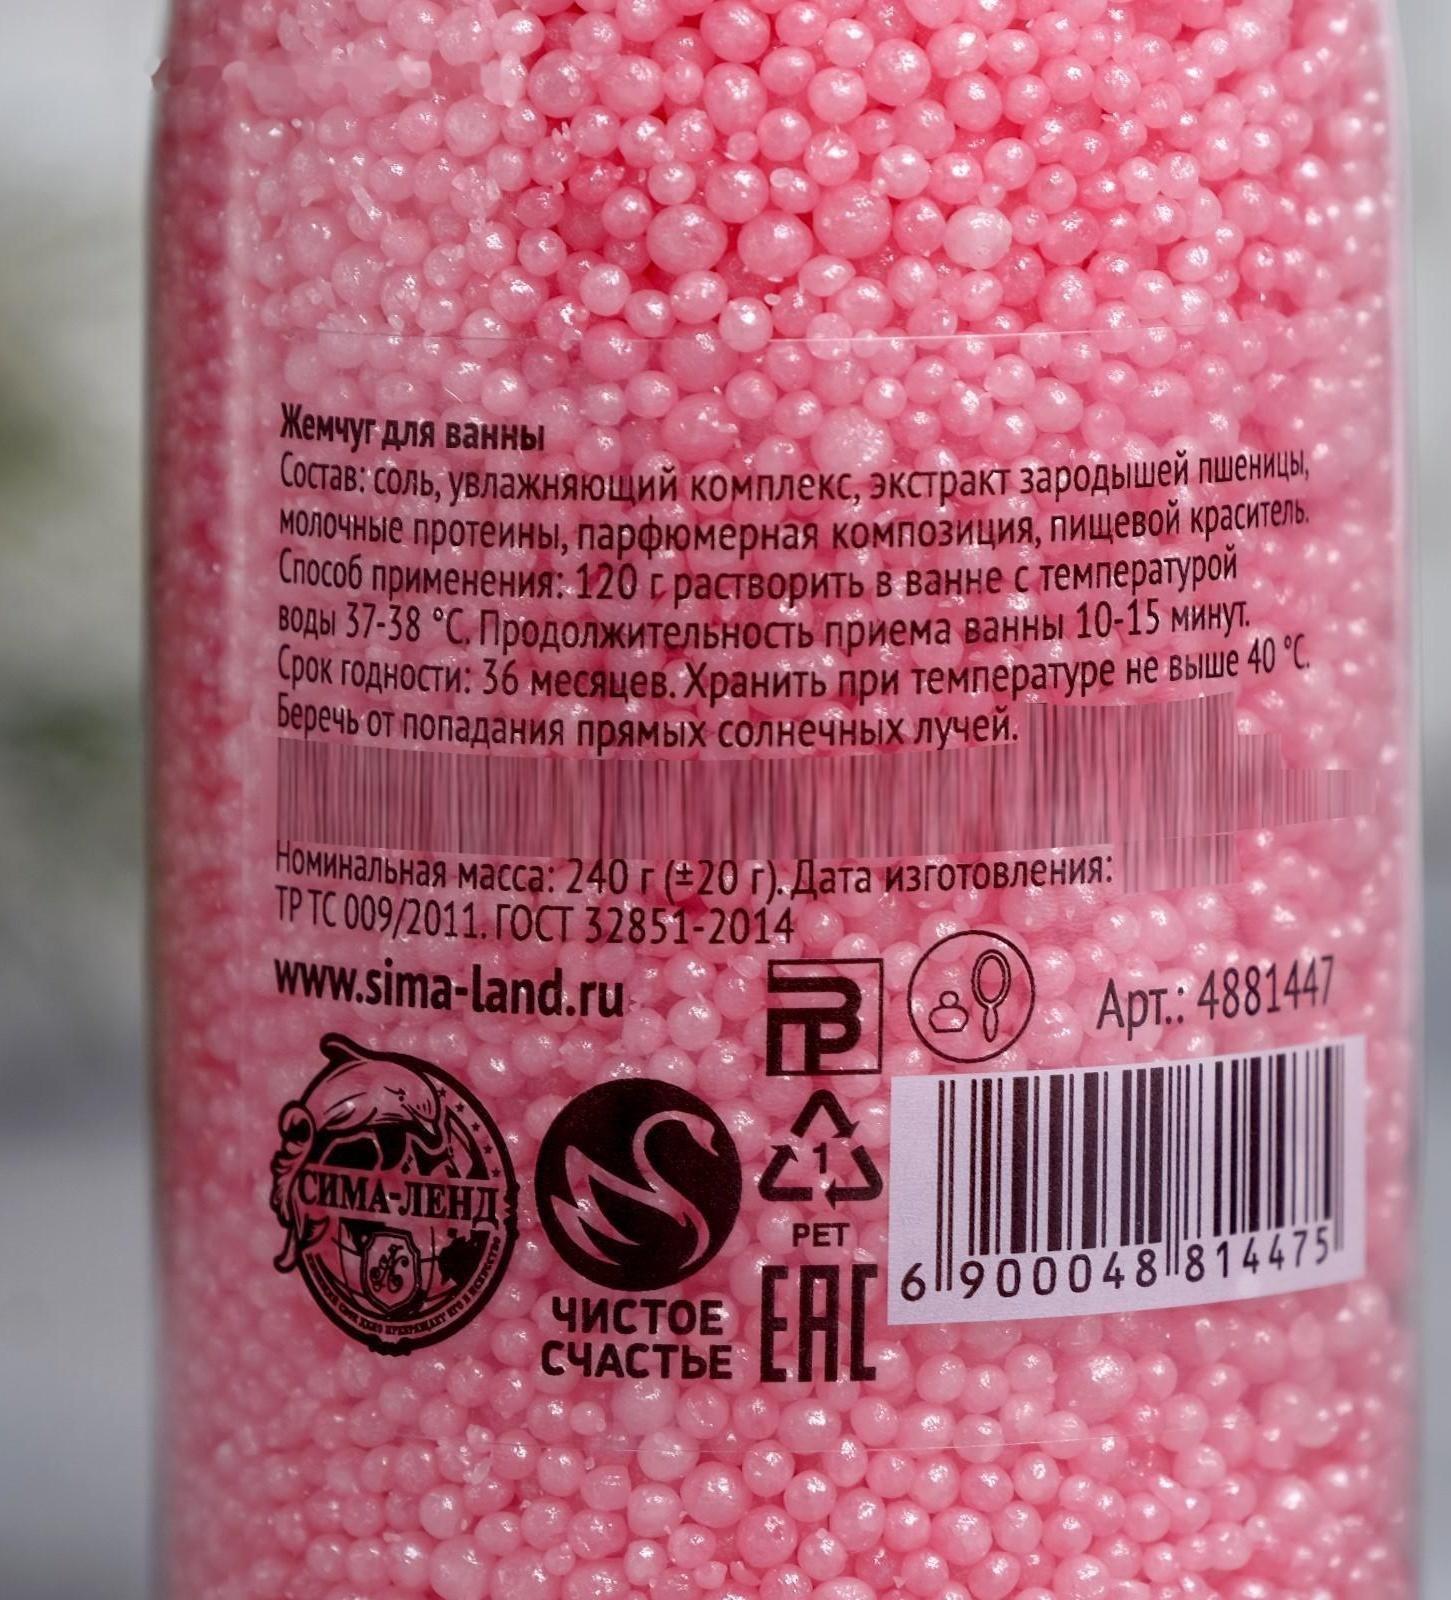 Жемчуг для ванны
Состав: соль, увлажняющий комплекс, экстракт зародышей пшеницы,
молочные протеины, парфюмерная композиция, пищевой краситель.
Способ применения: 120 г растворить в ванне с температурой
воды 37-38 °С. Продолжительность приема ванны 10-15 минут.
Срок годности: 36 месяцев. Хранить при температуре не выше 40 °С.
Беречь от попадания прямых солнечных лучей.
Номинальная масса: 240 г (±20 г). Дата изготовления:
ТР ТС 009/2011. ГОСТ 32851-2014
www.sima-land.ru
Арт.: 4881447
СИМА-ЛЕНД
ЧИСТОЕ
СЧАСТЬЕ
1
PET
EAC
6 900048 814475